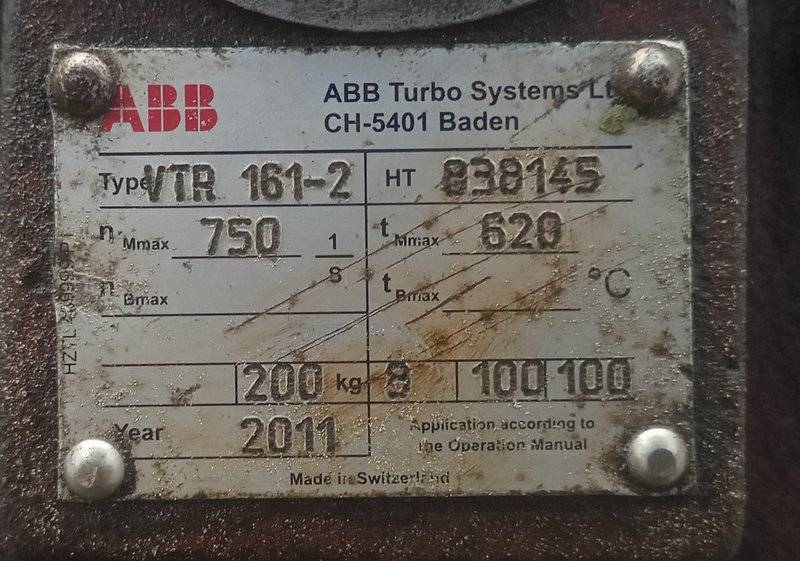 ABB
ABB Turbo Systems
CH-5401 Baden
Type VTR 161-2 HT 838145
n Mmax 750 1/S t Mmax 620
n Bmax t Bmax °C
200 kg 8 100 100
Year 2011 Application according to
the Operation Manual
Made in Switzerland